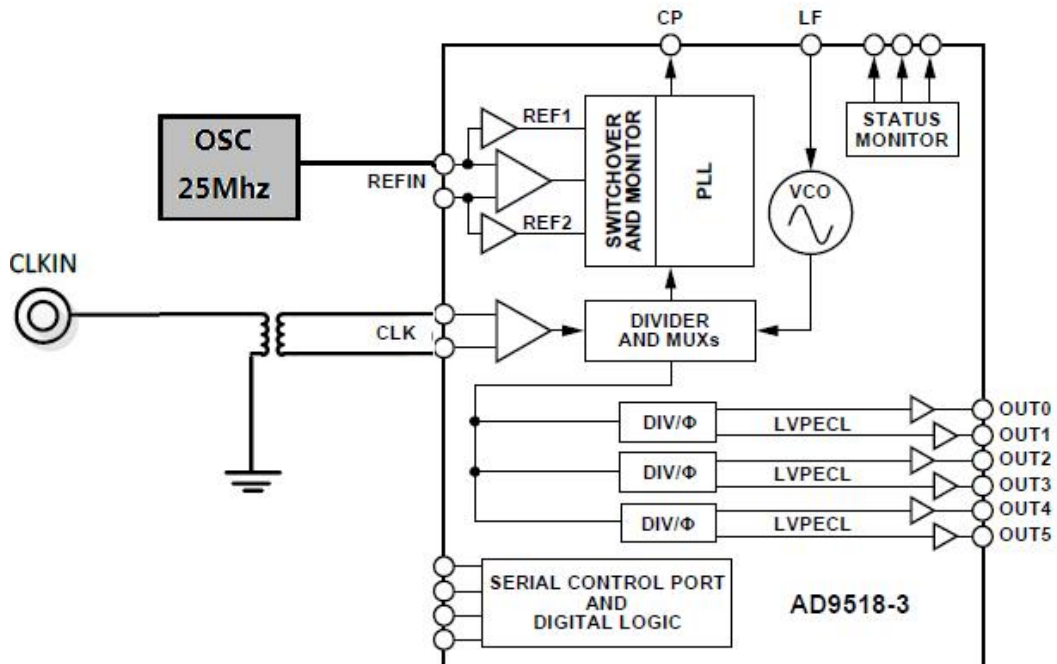 CP
LF
OSC
25Mhz
REFIN
REF1
REF2
SWITCHOVER
AND MONITOR
PLL
STATUS
MONITOR
VCO
CLKIN
CLK
DIVIDER
AND MUXs
DIV/Φ
LVPECL
OUT0
OUT1
DIV/Φ
LVPECL
OUT2
OUT3
DIV/Φ
LVPECL
OUT4
OUT5
SERIAL CONTROL PORT
AND
DIGITAL LOGIC
AD9518-3